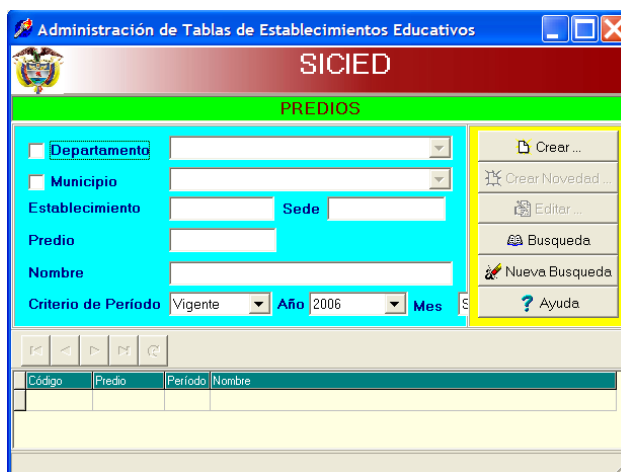 Administración de Tablas de Establecimientos Educativos
SICIED
PREDIOS
Departamento
Municipio
Establecimiento Sede
Predio
Nombre
Criterio de Período Vigente Año 2006 Mes S
Crear ...
Crear Novedad ...
Editar ...
Busqueda
Nueva Busqueda
Ayuda
Código Predio Período Nombre